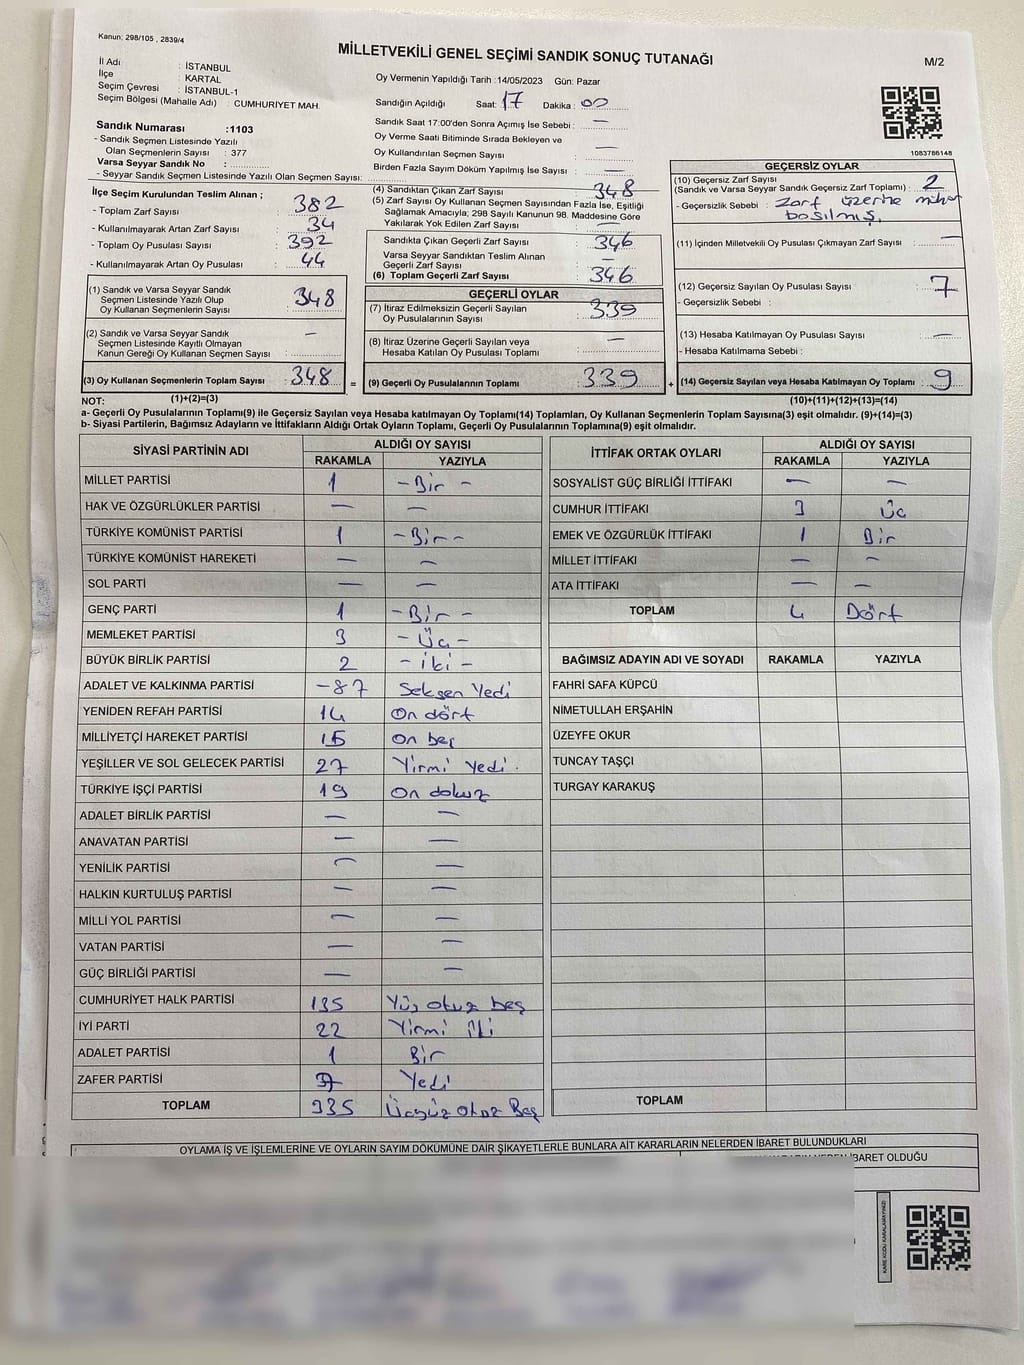 Kanun: 298/105 , 2839/4
MİLLETVEKİLİ GENEL SEÇİMİ SANDIK SONUÇ TUTANAĞI
M/2
İl Adı : İSTANBUL
İlçe : KARTAL
Seçim Çevresi : İSTANBUL-1
Seçim Bölgesi (Mahalle Adı) : CUMHURİYET MAH.
Oy Vermenin Yapıldığı Tarih :14/05/2023 Gün: Pazar
Sandığın Açıldığı Saat: 17 Dakika : 00
Sandık Saat 17:00'den Sonra Açımış İse Sebebi : —
Oy Verme Saati Bitiminde Sırada Bekleyen ve
Oy Kullandırılan Seçmen Sayısı : —
Birden Fazla Sayım Döküm Yapılmış İse Sayısı : —
Sandık Numarası :1103
- Sandık Seçmen Listesinde Yazılı
Olan Seçmenlerin Sayısı : 377
Varsa Seyyar Sandık No :
- Seyyar Sandık Seçmen Listesinde Yazılı Olan Seçmen Sayısı:
1083786148
İlçe Seçim Kurulundan Teslim Alınan ;
- Toplam Zarf Sayısı : 382
- Kullanılmayarak Artan Zarf Sayısı : 34
- Toplam Oy Pusulası Sayısı : 392
- Kullanılmayarak Artan Oy Pusulası : 44
(1) Sandık ve Varsa Seyyar Sandık
Seçmen Listesinde Yazılı Olup
Oy Kullanan Seçmen Sayısı : 348
(2) Sandık ve Varsa Seyyar Sandık
Seçmen Listesinde Kayıtlı Olmayan
Kanun Gereği Oy Kullanan Seçmen Sayısı : —
(3) Oy Kullanan Seçmenlerin Toplam Sayısı : 348 =
(4) Sandıktan Çıkan Zarf Sayısı : 348
(5) Zarf Sayısı Oy Kullanan Seçmen Sayısından Fazla İse, Eşitliği
Sağlamak Amacıyla; 298 Sayılı Kanunun 98. Maddesine Göre
Yakılarak Yok Edilen Zarf Sayısı : —
Sandıkta Çıkan Geçerli Zarf Sayısı : 346
Varsa Seyyar Sandıktan Teslim Alınan
Geçerli Zarf Sayısı : —
(6) Toplam Geçerli Zarf Sayısı : 346
GEÇERLİ OYLAR
(7) İtiraz Edilmeksizin Geçerli Sayılan
Oy Pusulalarının Sayısı : 339
(8) İtiraz Üzerine Geçerli Sayılan veya
Hesaba Katılan Oy Pusulası Toplamı : —
(9) Geçerli Oy Pusulalarının Toplamı : 339 +
GEÇERSİZ OYLAR
(10) Geçersiz Zarf Sayısı
(Sandık ve Varsa Seyyar Sandık Geçersiz Zarf Toplamı) : 2
- Geçersizlik Sebebi : Zarf üzerine mühür
basılmış.
(11) İçinden Milletvekili Oy Pusulası Çıkmayan Zarf Sayısı : —
(12) Geçersiz Sayılan Oy Pusulası Sayısı : 7
- Geçersizlik Sebebi :
(13) Hesaba Katılmayan Oy Pusulası Sayısı : —
- Hesaba Katılmama Sebebi :
(14) Geçersiz Sayılan veya Hesaba Katılmayan Oy Toplamı : 9
NOT: (1)+(2)=(3) (10)+(11)+(12)+(13)=(14)
a- Geçerli Oy Pusulalarının Toplamı(9) ile Geçersiz Sayılan veya Hesaba katılmayan Oy Toplamı(14) Toplamları, Oy Kullanan Seçmenlerin Toplam Sayısına(3) eşit olmalıdır. (9)+(14)=(3)
b- Siyasi Partilerin, Bağımsız Adayların ve İttifakların Aldığı Oyların Toplamı, Geçerli Oy Pusulalarının Toplamına(9) eşit olmalıdır.
SİYASİ PARTİNİN ADI ALDIĞI OY SAYISI
RAKAMLA YAZIYLA
MİLLET PARTİSİ 1 - Bir -
HAK VE ÖZGÜRLÜKLER PARTİSİ — —
TÜRKİYE KOMÜNİST PARTİSİ 1 - Bir -
TÜRKİYE KOMÜNİST HAREKETİ — —
SOL PARTİ — —
GENÇ PARTİ 1 - Bir -
MEMLEKET PARTİSİ 3 - Üç -
BÜYÜK BİRLİK PARTİSİ 2 - iki -
ADALET VE KALKINMA PARTİSİ -87 Seksen Yedi
YENİDEN REFAH PARTİSİ 14 On dört
MİLLİYETÇİ HAREKET PARTİSİ 15 On beş
YEŞİLLER VE SOL GELECEK PARTİSİ 27 Yirmi Yedi.
TÜRKİYE İŞÇİ PARTİSİ 19 On dokuz
ADALET BİRLİK PARTİSİ — —
ANAVATAN PARTİSİ — —
YENİLİK PARTİSİ — —
HALKIN KURTULUŞ PARTİSİ — —
MİLLİ YOL PARTİSİ — —
VATAN PARTİSİ — —
GÜÇ BİRLİĞİ PARTİSİ — —
CUMHURİYET HALK PARTİSİ 135 Yüz otuz beş
İYİ PARTİ 22 Yirmi iki
ADALET PARTİSİ 1 Bir
ZAFER PARTİSİ 7 Yedi
TOPLAM 335 Üçyüz otuz Beş
İTTİFAK ORTAK OYLARI ALDIĞI OY SAYISI
RAKAMLA YAZIYLA
SOSYALİST GÜÇ BİRLİĞİ İTTİFAKI — —
CUMHUR İTTİFAKI 3 Üç
EMEK VE ÖZGÜRLÜK İTTİFAKI 1 Bir
MİLLET İTTİFAKI — —
ATA İTTİFAKI — —
TOPLAM 4 Dört
BAĞIMSIZ ADAYIN ADI VE SOYADI RAKAMLA YAZIYLA
FAHRİ SAFA KÜPCÜ
NİMETULLAH ERŞAHİN
ÜZEYFE OKUR
TUNCAY TAŞÇI
TURGAY KARAKUŞ
TOPLAM
OYLAMA İŞ VE İŞLEMLERİNE VE OYLARIN SAYIM DÖKÜMÜNE DAİR ŞİKAYETLERLE BUNLARA AİT KARARLARIN NELERDEN İBARET BULUNDUKLARI
İBARET OLDUĞU
KARE KODU KARALAMAYINIZ!